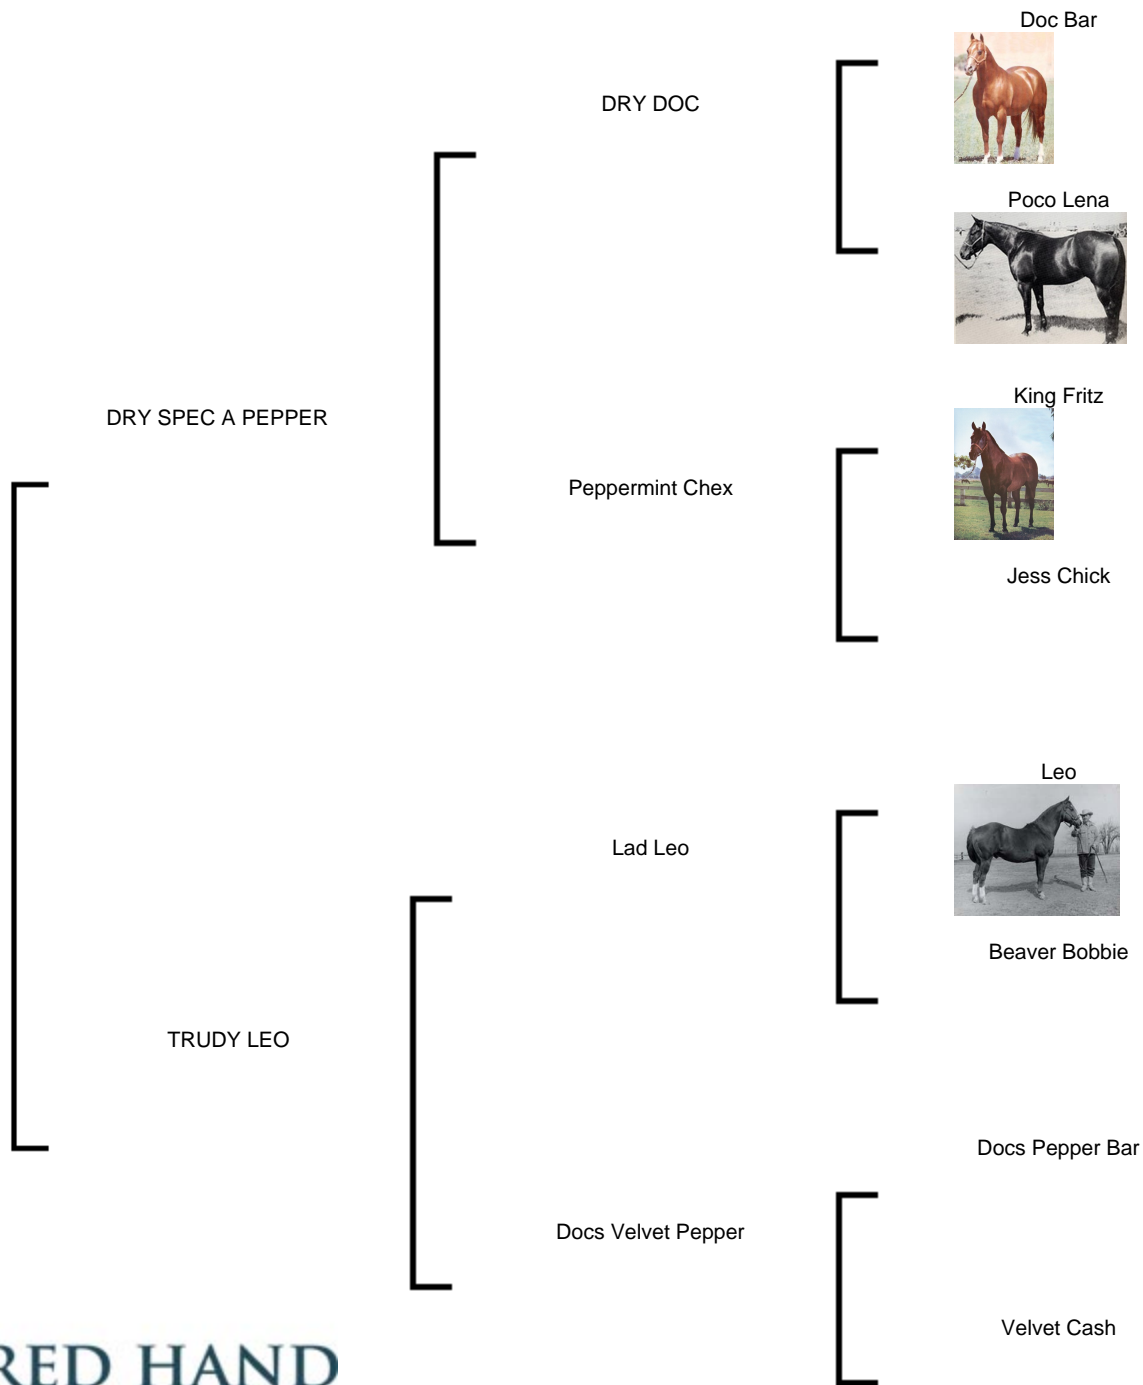 Doc Bar
DRY DOC
Poco Lena
DRY SPEC A PEPPER
King Fritz
Peppermint Chex
Jess Chick
Leo
Lad Leo
Beaver Bobbie
TRUDY LEO
Docs Pepper Bar
Docs Velvet Pepper
Velvet Cash
RED HAND